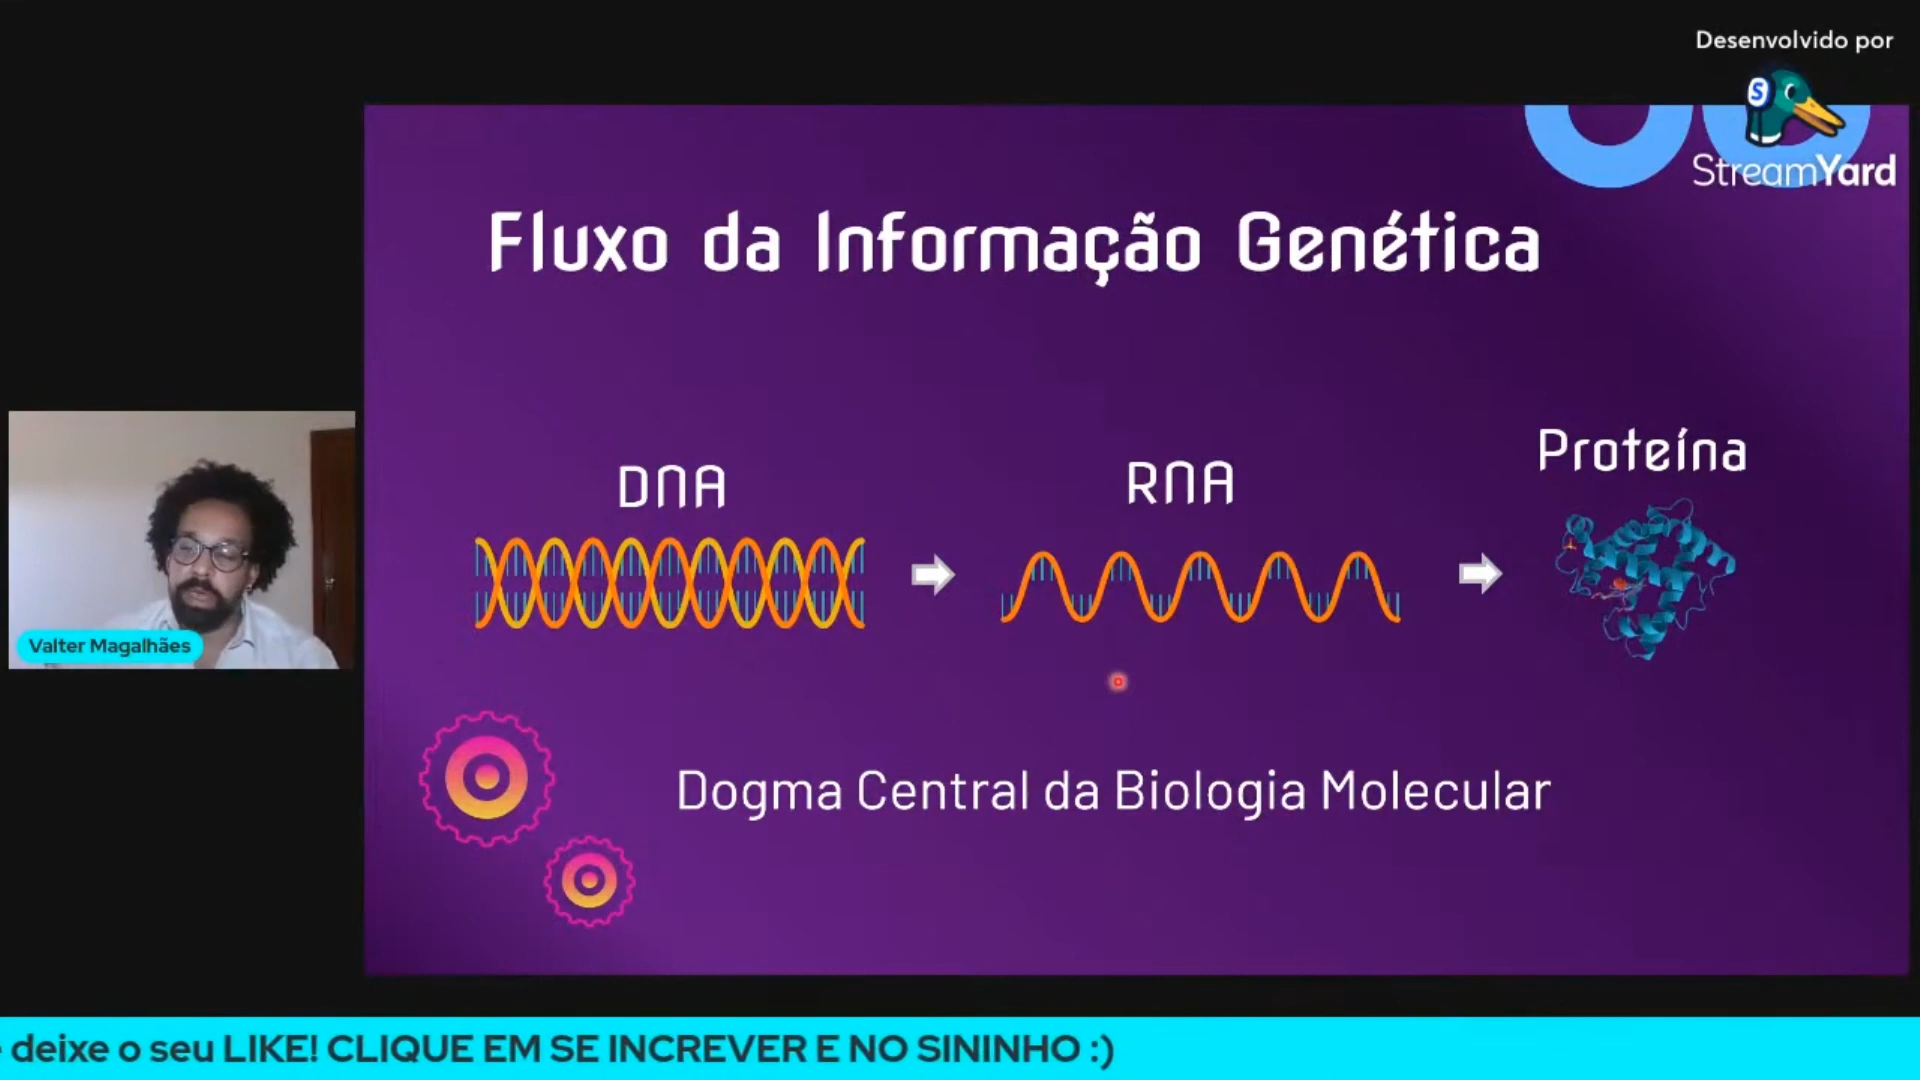 Desenvolvido por
S
StreamYard
Fluxo da Informação Genética
DNA
RNA
Proteína
Valter Magalhães
Dogma Central da Biologia Molecular
deixe o seu LIKE! CLIQUE EM SE INCREVER E NO SININHO :)